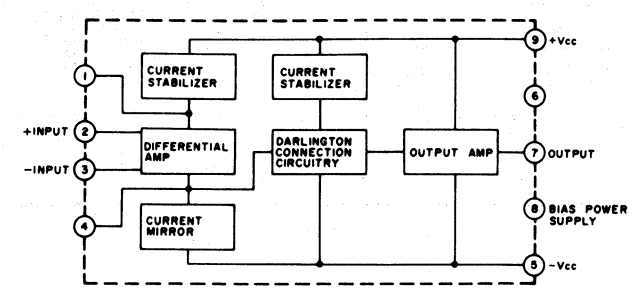 9 +Vcc
CURRENT
STABILIZER
CURRENT
STABILIZER
1
6
+INPUT 2
DIFFERENTIAL
AMP
DARLINGTON
CONNECTION
CIRCUITRY
OUTPUT AMP
7 OUTPUT
-INPUT 3
4
CURRENT
MIRROR
8 BIAS POWER
SUPPLY
5 -Vcc